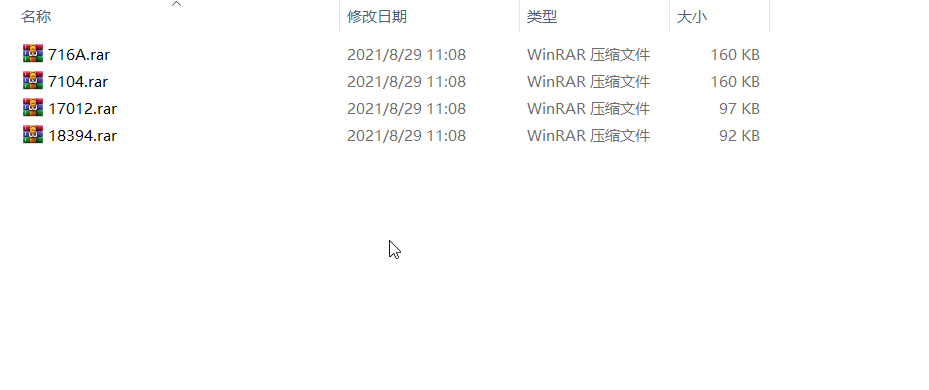 名称 修改日期 类型 大小
716A.rar 2021/8/29 11:08 WinRAR 压缩文件 160 KB
7104.rar 2021/8/29 11:08 WinRAR 压缩文件 160 KB
17012.rar 2021/8/29 11:08 WinRAR 压缩文件 97 KB
18394.rar 2021/8/29 11:08 WinRAR 压缩文件 92 KB